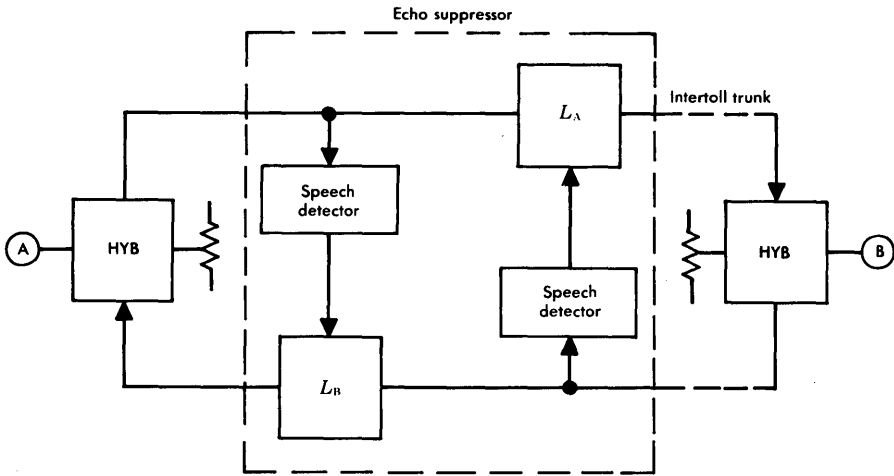 Echo suppressor
Intertoll trunk
L_A
Speech
detector
A
HYB
HYB
B
Speech
detector
L_B